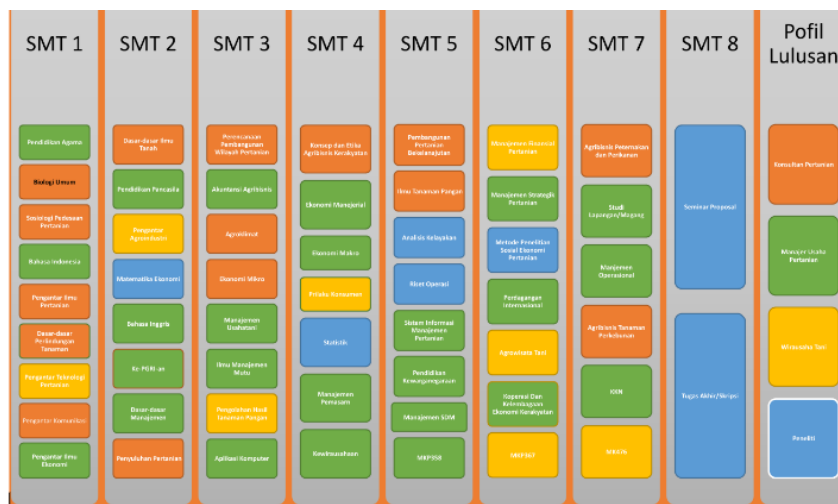 SMT 1
Pendidikan Agama
Biologi Umum
Sosiologi Pedesaan
Pertanian
Bahasa Indonesia
Pengantar Ilmu
Pertanian
Dasar-dasar
Perlindungan
Tanaman
Pengantar Teknologi
Pertanian
Pengantar Komunikasi
Pengantar Ilmu
Ekonomi
SMT 2
Dasar-dasar Ilmu
Tanah
Pendidikan Pancasila
Pengantar
Agroindustri
Matematika Ekonomi
Bahasa Inggris
Ke-PGRI-an
Dasar-dasar
Manajemen
Penyuluhan Pertanian
SMT 3
Perencanaan
Pembangunan
Wilayah Pertanian
Akuntansi Agribisnis
Agroklimat
Ekonomi Mikro
Manajemen
Usahatani
Ilmu Manajemen
Mutu
Pengolahan Hasil
Tanaman Pangan
Aplikasi Komputer
SMT 4
Konsep dan Etika
Agribisnis Kerakyatan
Ekonomi Manejerial
Ekonomi Makro
Prilaku Konsumen
Statistik
Manajemen
Pemasaran
Kewirausahaan
SMT 5
Pembangunan
Pertanian
Berkelanjutan
Ilmu Tanaman Pangan
Analisis Kelayakan
Riset Operasi
Sistem Informasi
Manajemen
Pertanian
Pendidikan
Kewarganegaraan
Manajemen SDM
MKP358
SMT 6
Manajemen Financial
Pertanian
Manajemen Strategik
Pertanian
Metode Penelitian
Sosial Ekonomi
Pertanian
Perdagangan
Internasional
Agrowisata Tani
Koperasi Dan
Kelembagaan
Ekonomi Kerakyatan
MKP367
SMT 7
Agribisnis Peternakan
dan Perikanan
Studi
Lapangan/Magang
Manjemen
Operasional
Agribisnis Tanaman
Perkebunan
KKN
SMT 8
Seminar Proposal
Tugas Akhir/Skripsi
Pofil
Lulusan
Konsultan Pertanian
Manajer Usaha
Pertanian
Wirausaha Tani
Peneliti